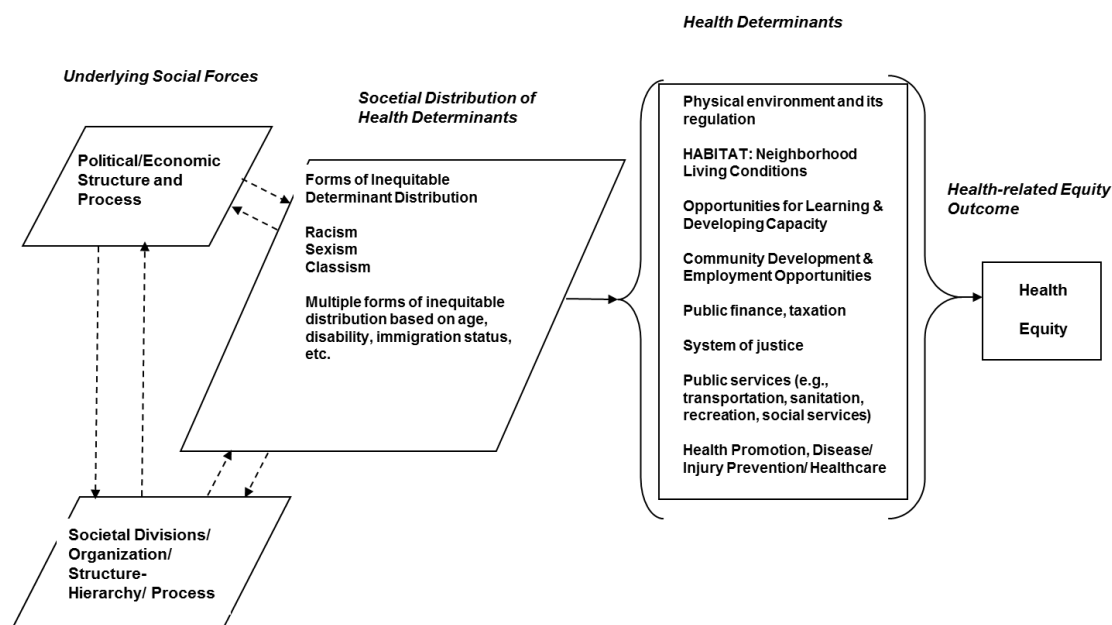 Health Determinants
Underlying Social Forces
Socetial Distribution of
Health Determinants
Political/Economic
Structure and
Process
Forms of Inequitable
Determinant Distribution
Racism
Sexism
Classism
Multiple forms of inequitable
distribution based on age,
disability, immigration status,
etc.
Societal Divisions/
Organization/
Structure-
Hierarchy/ Process
Physical environment and its
regulation
HABITAT: Neighborhood
Living Conditions
Opportunities for Learning &
Developing Capacity
Community Development &
Employment Opportunities
Public finance, taxation
System of justice
Public services (e.g.,
transportation, sanitation,
recreation, social services)
Health Promotion, Disease/
Injury Prevention/ Healthcare
Health-related Equity
Outcome
Health
Equity